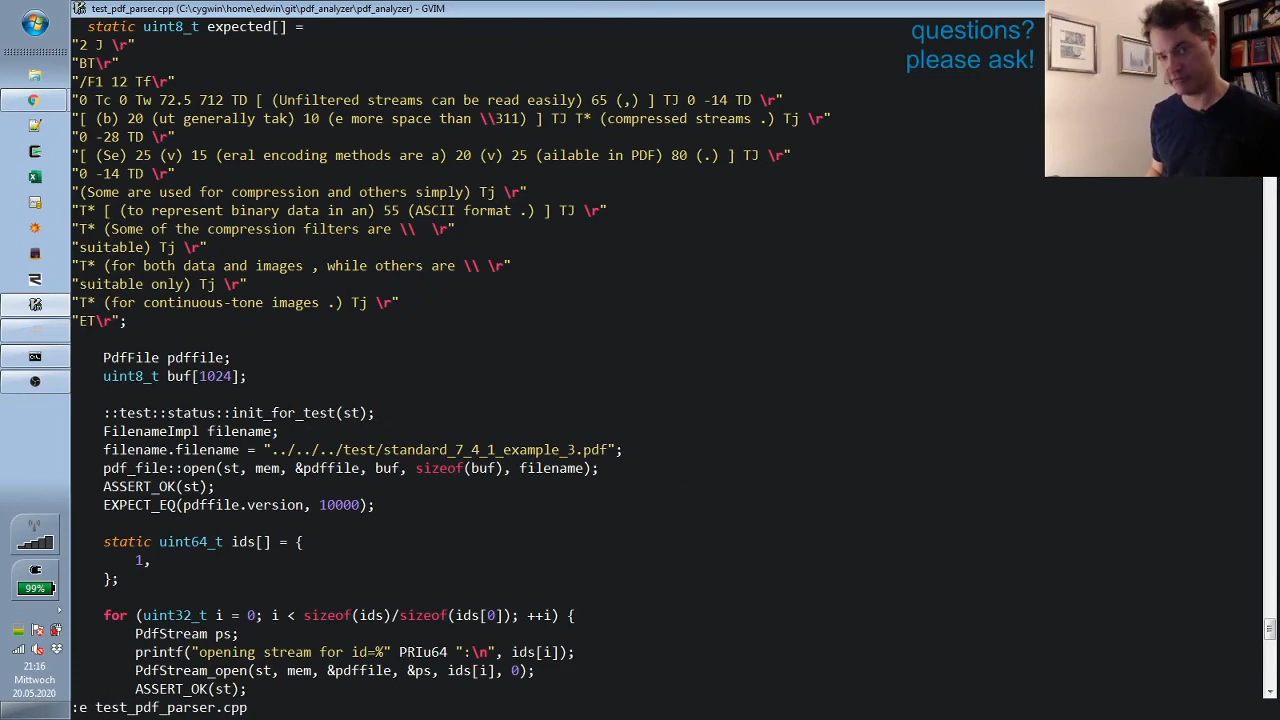 test_pdf_parser.cpp (C:\cygwin\home\edwin\git\pdf_analyzer\pdf_analyzer) - GVIM
questions?
please ask!
static uint8_t expected[] =
"2 J \r"
"BT\r"
"/F1 12 Tf\r"
"0 Tc 0 Tw 72.5 712 TD [ (Unfiltered streams can be read easily) 65 (,) ] TJ 0 -14 TD \r"
"[ (b) 20 (ut generally tak) 10 (e more space than \\311) ] TJ T* (compressed streams .) Tj \r"
"0 -28 TD \r"
"[ (Se) 25 (v) 15 (eral encoding methods are a) 20 (v) 25 (ailable in PDF) 80 (.) ] TJ \r"
"0 -14 TD \r"
"(Some are used for compression and others simply) Tj \r"
"T* [ (to represent binary data in an) 55 (ASCII format .) ] TJ \r"
"T* (Some of the compression filters are \\  \r"
"suitable) Tj \r"
"T* (for both data and images , while others are \\ \r"
"suitable only) Tj \r"
"T* (for continuous-tone images .) Tj \r"
"ET\r";
PdfFile pdffile;
uint8_t buf[1024];
::test::status::init_for_test(st);
FilenameImpl filename;
filename.filename = "../../../test/standard_7_4_1_example_3.pdf";
pdf_file::open(st, mem, &pdffile, buf, sizeof(buf), filename);
ASSERT_OK(st);
EXPECT_EQ(pdffile.version, 10000);
static uint64_t ids[] = {
1,
};
for (uint32_t i = 0; i < sizeof(ids)/sizeof(ids[0]); ++i) {
PdfStream ps;
printf("opening stream for id=%" PRIu64 ":\n", ids[i]);
PdfStream_open(st, mem, &pdffile, &ps, ids[i], 0);
ASSERT_OK(st);
:e test_pdf_parser.cpp
99%
21:16
Mittwoch
20.05.2020